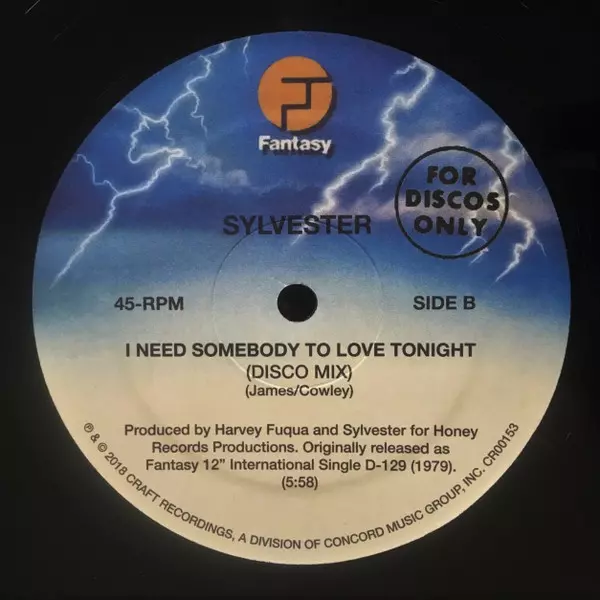 Fantasy
FOR
DISCOS
ONLY
SYLVESTER
45-RPM
SIDE B
I NEED SOMEBODY TO LOVE TONIGHT
(DISCO MIX)
(James/Cowley)
Produced by Harvey Fuqua and Sylvester for Honey
Records Productions. Originally released as
Fantasy 12" International Single D-129 (1979).
(5:58)
℗ & © 2018 CRAFT RECORDINGS, A DIVISION OF CONCORD MUSIC GROUP, INC. CR00153